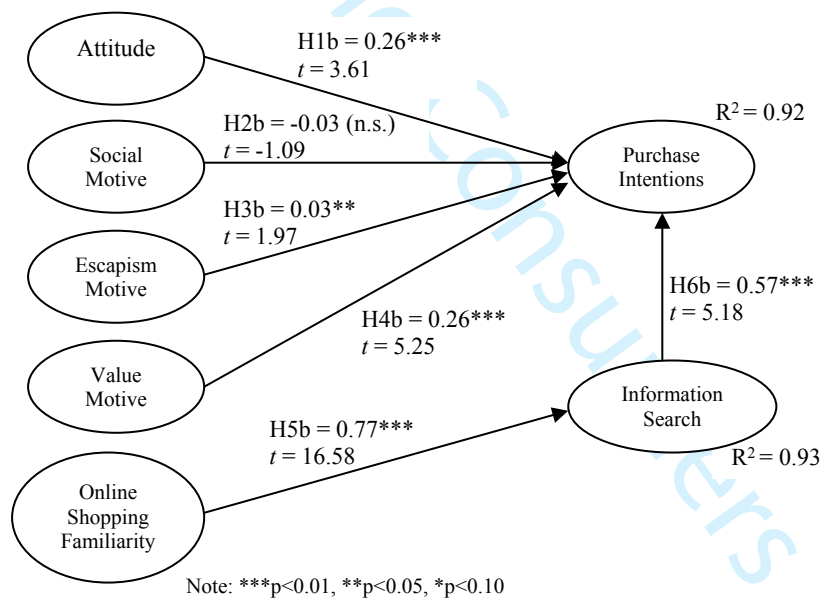 Attitude
H1b = 0.26***
t = 3.61
R² = 0.92
H2b = -0.03 (n.s.)
t = -1.09
Social
Motive
Purchase
Intentions
H3b = 0.03**
t = 1.97
Escapism
Motive
H6b = 0.57***
t = 5.18
H4b = 0.26***
t = 5.25
Value
Motive
Information
Search
H5b = 0.77***
t = 16.58
R² = 0.93
Online
Shopping
Familiarity
Note: ***p<0.01, **p<0.05, *p<0.10
Consumers